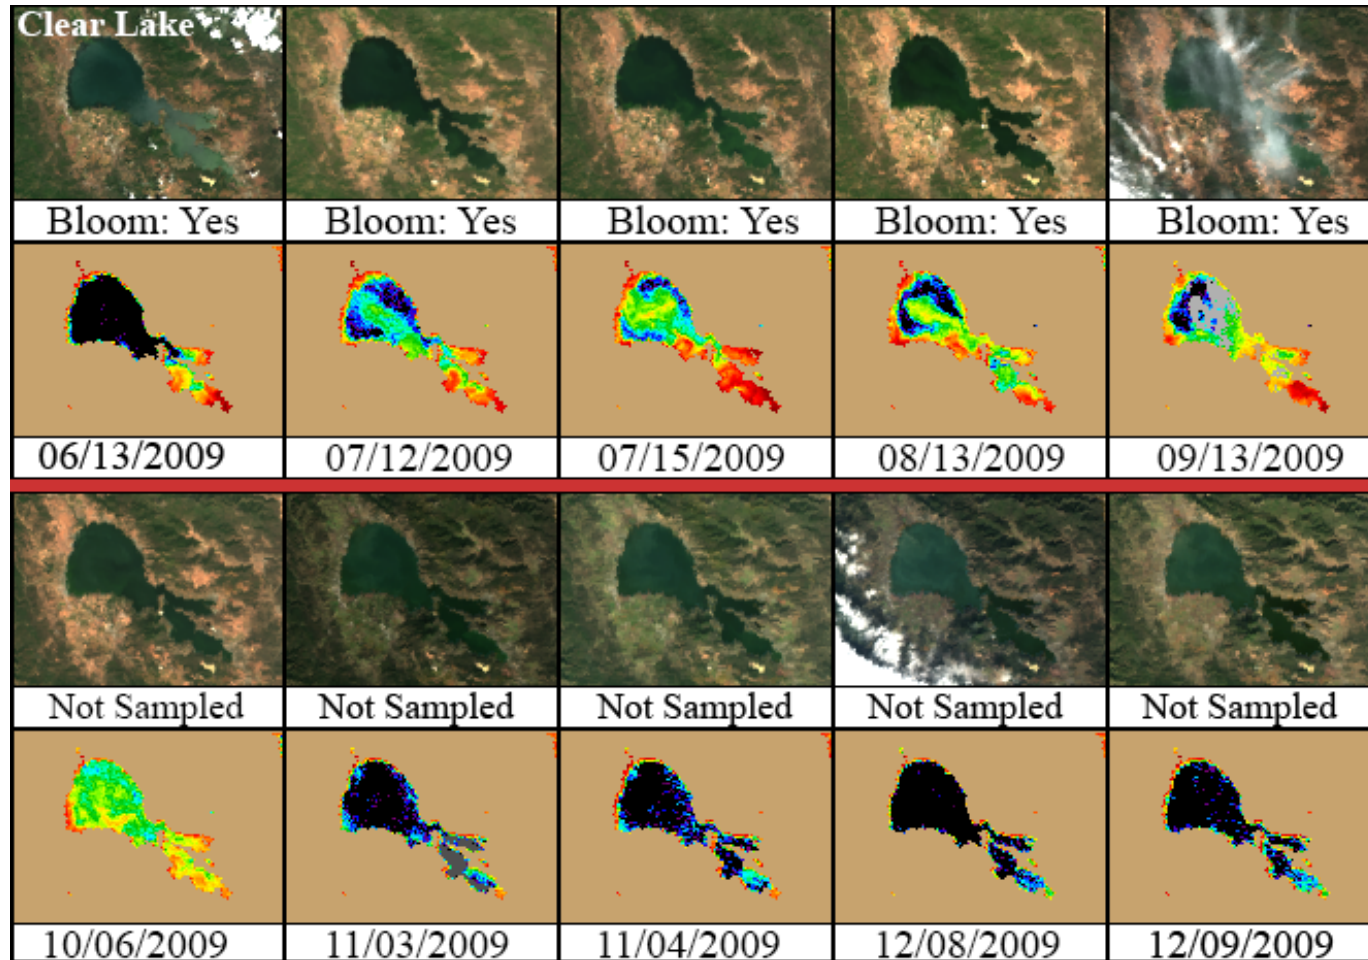 Clear Lake
Bloom: Yes Bloom: Yes Bloom: Yes Bloom: Yes Bloom: Yes
06/13/2009 07/12/2009 07/15/2009 08/13/2009 09/13/2009
Not Sampled Not Sampled Not Sampled Not Sampled Not Sampled
10/06/2009 11/03/2009 11/04/2009 12/08/2009 12/09/2009